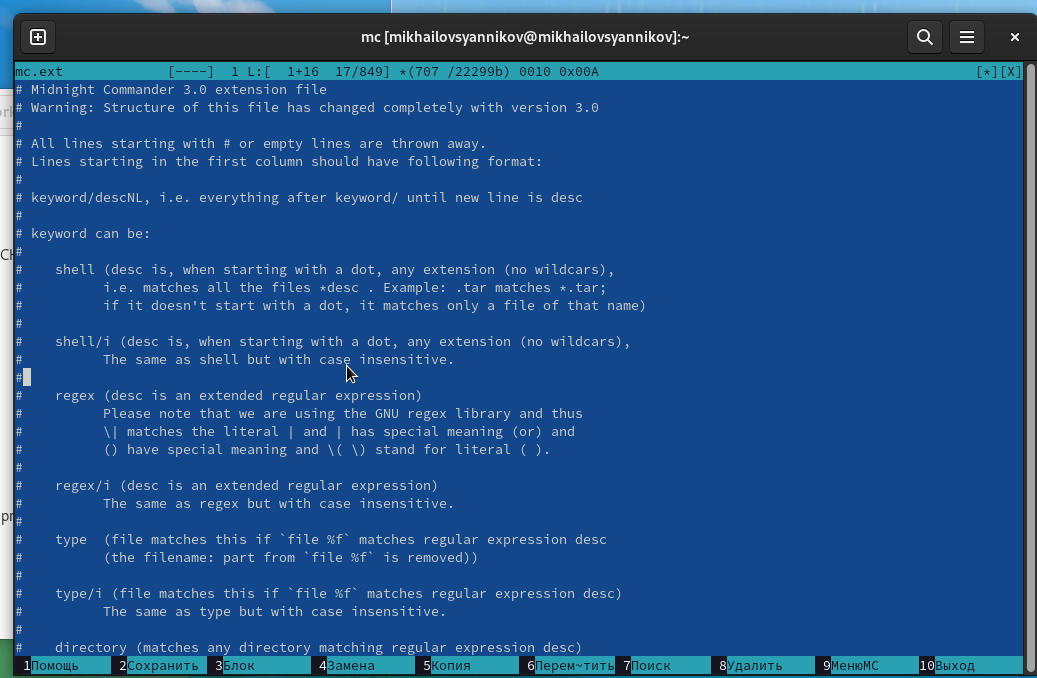 mc [mikhailovsyannikov@mikhailovsyannikov]:~
mc.ext [----] 1 L:[ 1+16 17/849] *(707 /22299b) 0010 0x00A [*][X]
# Midnight Commander 3.0 extension file
# Warning: Structure of this file has changed completely with version 3.0
#
# All lines starting with # or empty lines are thrown away.
# Lines starting in the first column should have following format:
#
# keyword/descNL, i.e. everything after keyword/ until new line is desc
#
# keyword can be:
#
#    shell (desc is, when starting with a dot, any extension (no wildcars),
#          i.e. matches all the files *desc . Example: .tar matches *.tar;
#          if it doesn't start with a dot, it matches only a file of that name)
#
#    shell/i (desc is, when starting with a dot, any extension (no wildcars),
#          The same as shell but with case insensitive.
#
#    regex (desc is an extended regular expression)
#          Please note that we are using the GNU regex library and thus
#          \| matches the literal | and | has special meaning (or) and
#          () have special meaning and \( \) stand for literal ( ).
#
#    regex/i (desc is an extended regular expression)
#          The same as regex but with case insensitive.
#
#    type  (file matches this if `file %f` matches regular expression desc
#          (the filename: part from `file %f` is removed))
#
#    type/i (file matches this if `file %f` matches regular expression desc)
#          The same as type but with case insensitive.
#
#    directory (matches any directory matching regular expression desc)
1Помощь 2Сохранить 3Блок 4Замена 5Копия 6Перем~тить 7Поиск 8Удалить 9МенюМС 10Выход